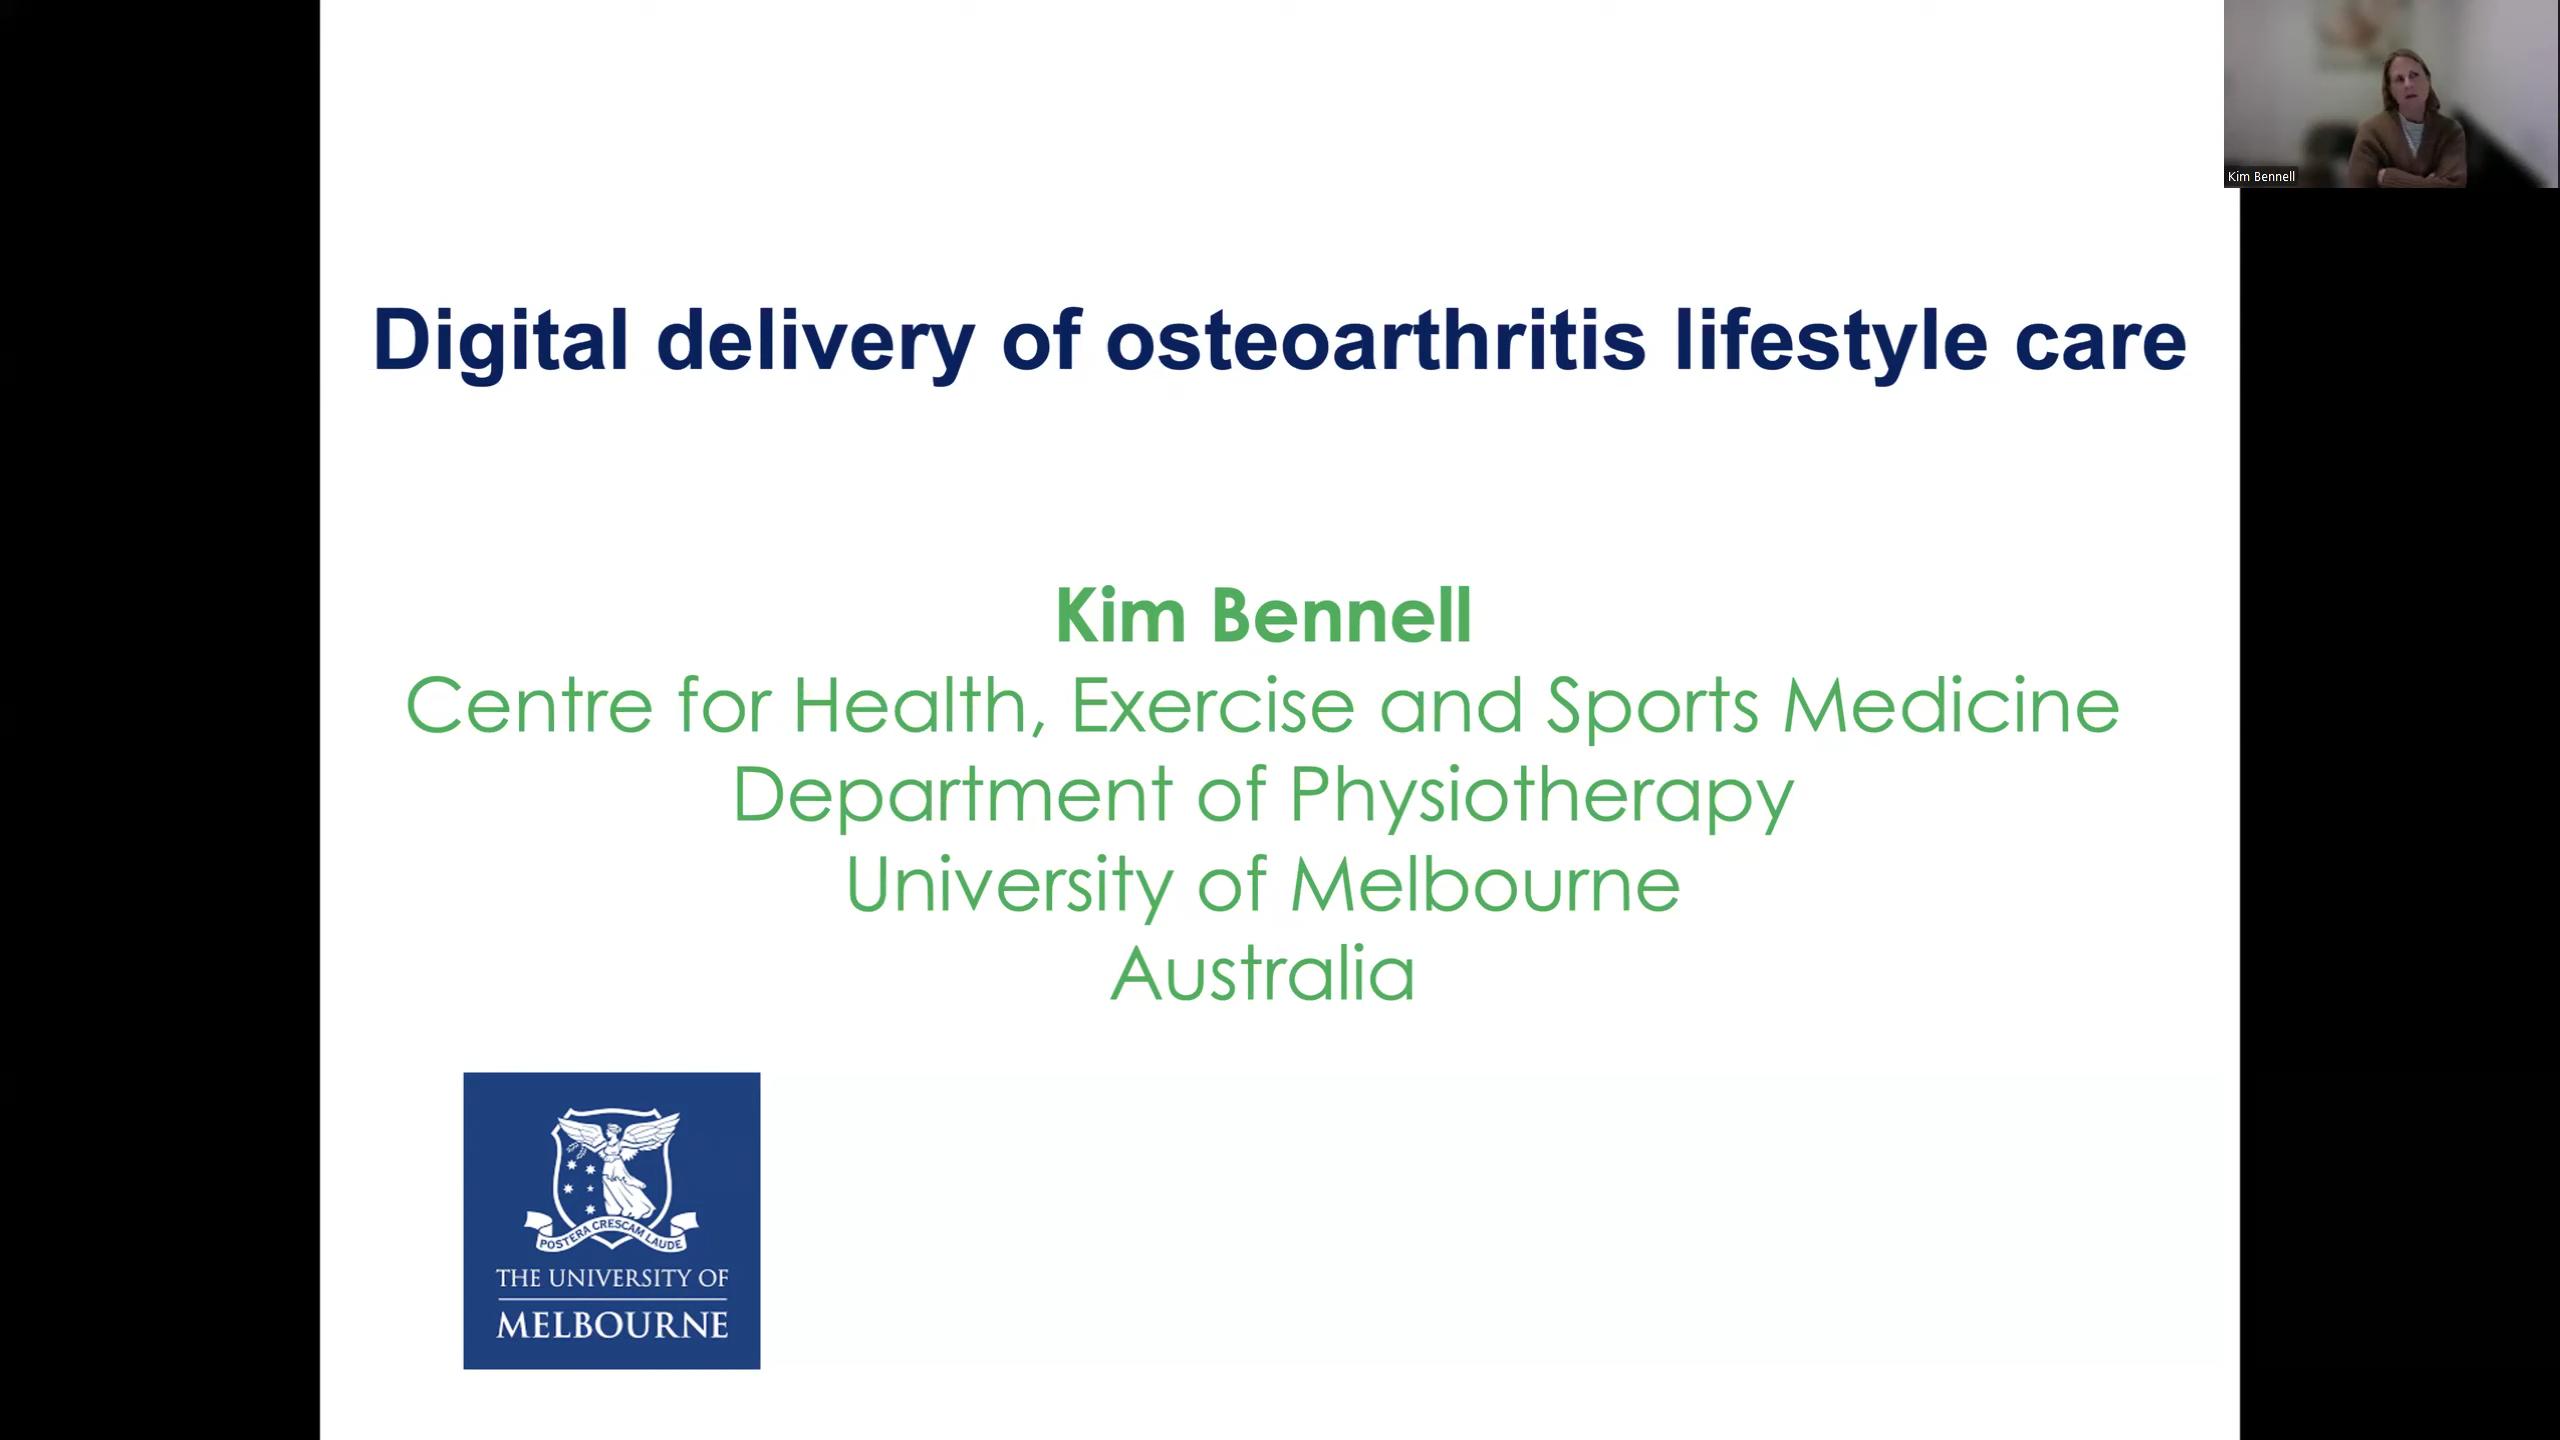 Kim Bennell
Digital delivery of osteoarthritis lifestyle care
Kim Bennell
Centre for Health, Exercise and Sports Medicine
Department of Physiotherapy
University of Melbourne
Australia
POSTERA CRESCAM LAUDE
THE UNIVERSITY OF
MELBOURNE